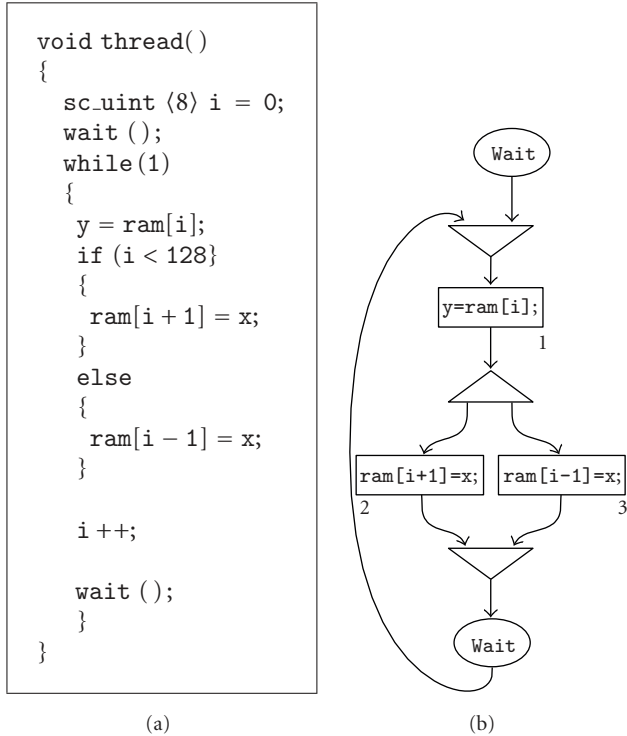 void thread( )
{
sc_uint ⟨8⟩ i = 0;
wait ( );
while(1)
{
y = ram[i];
if (i < 128}
{
ram[i + 1] = x;
}
else
{
ram[i − 1] = x;
}
i ++;
wait ( );
}
}
(a)
Wait
y=ram[i];
1
ram[i+1]=x;
2
ram[i-1]=x;
3
Wait
(b)